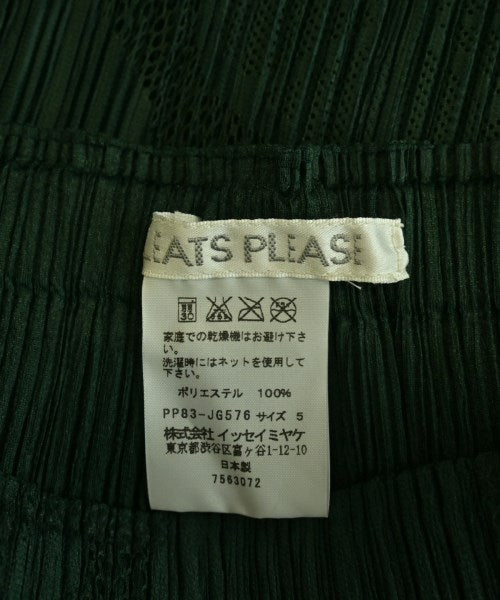 LEATS PLEASE
30
家庭での乾燥機はお避け下さ
い。
洗濯時にはネットを使用して
下さい。
ポリエステル 100%
PP83-JG576 サイズ 5
株式会社イッセイミヤケ
東京都渋谷区富ヶ谷1-12-10
日本製
7563072